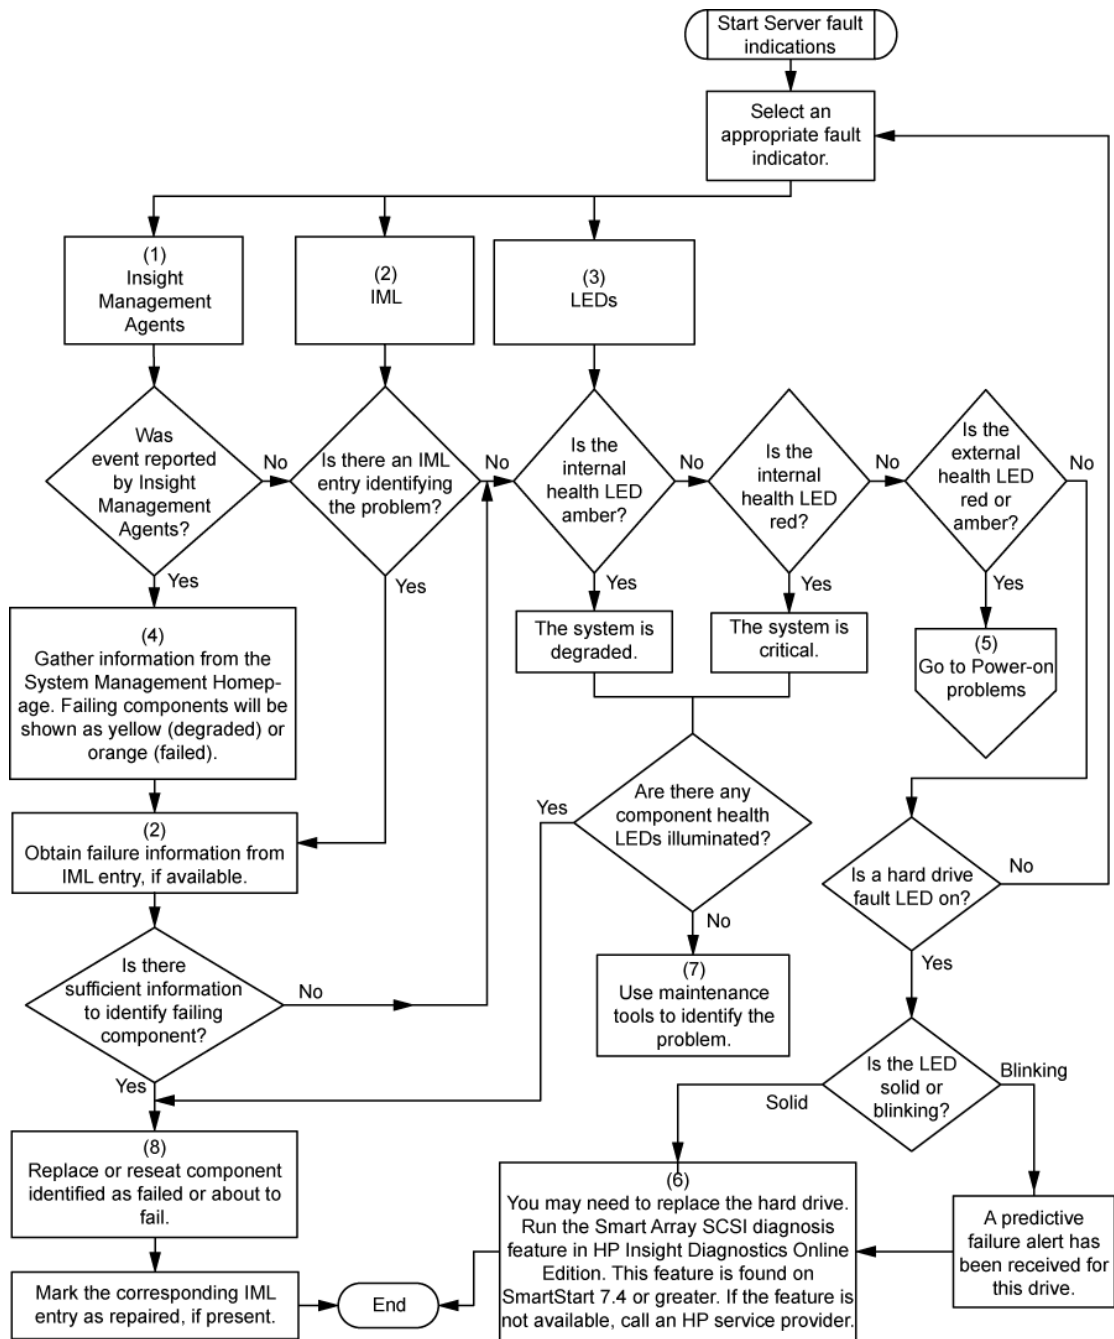 Start Server fault
indications
Select an
appropriate fault
indicator.
(1)
Insight
Management
Agents
(2)
IML
(3)
LEDs
Was
event reported
by Insight
Management
Agents?
No
Yes
Is there an IML
entry identifying
the problem?
No
Yes
Is the
internal
health LED
amber?
No
Yes
Is the
internal
health LED
red?
No
Yes
Is the
external
health LED
red or
amber?
No
Yes
(4)
Gather information from the
System Management Homep-
age. Failing components will be
shown as yellow (degraded) or
orange (failed).
The system is
degraded.
The system is
critical.
(5)
Go to Power-on
problems
(2)
Obtain failure information from
IML entry, if available.
Are there any
component health
LEDs illuminated?
Yes
No
Is a hard drive
fault LED on?
No
Yes
Is there
sufficient information
to identify failing
component?
No
Yes
(7)
Use maintenance
tools to identify the
problem.
Is the LED
solid or
blinking?
Solid
Blinking
(8)
Replace or reseat component
identified as failed or about to
fail.
(6)
You may need to replace the hard drive.
Run the Smart Array SCSI diagnosis
feature in HP Insight Diagnostics Online
Edition. This feature is found on
SmartStart 7.4 or greater. If the feature is
not available, call an HP service provider.
A predictive
failure alert has
been received for
this drive.
Mark the corresponding IML
entry as repaired, if present.
End